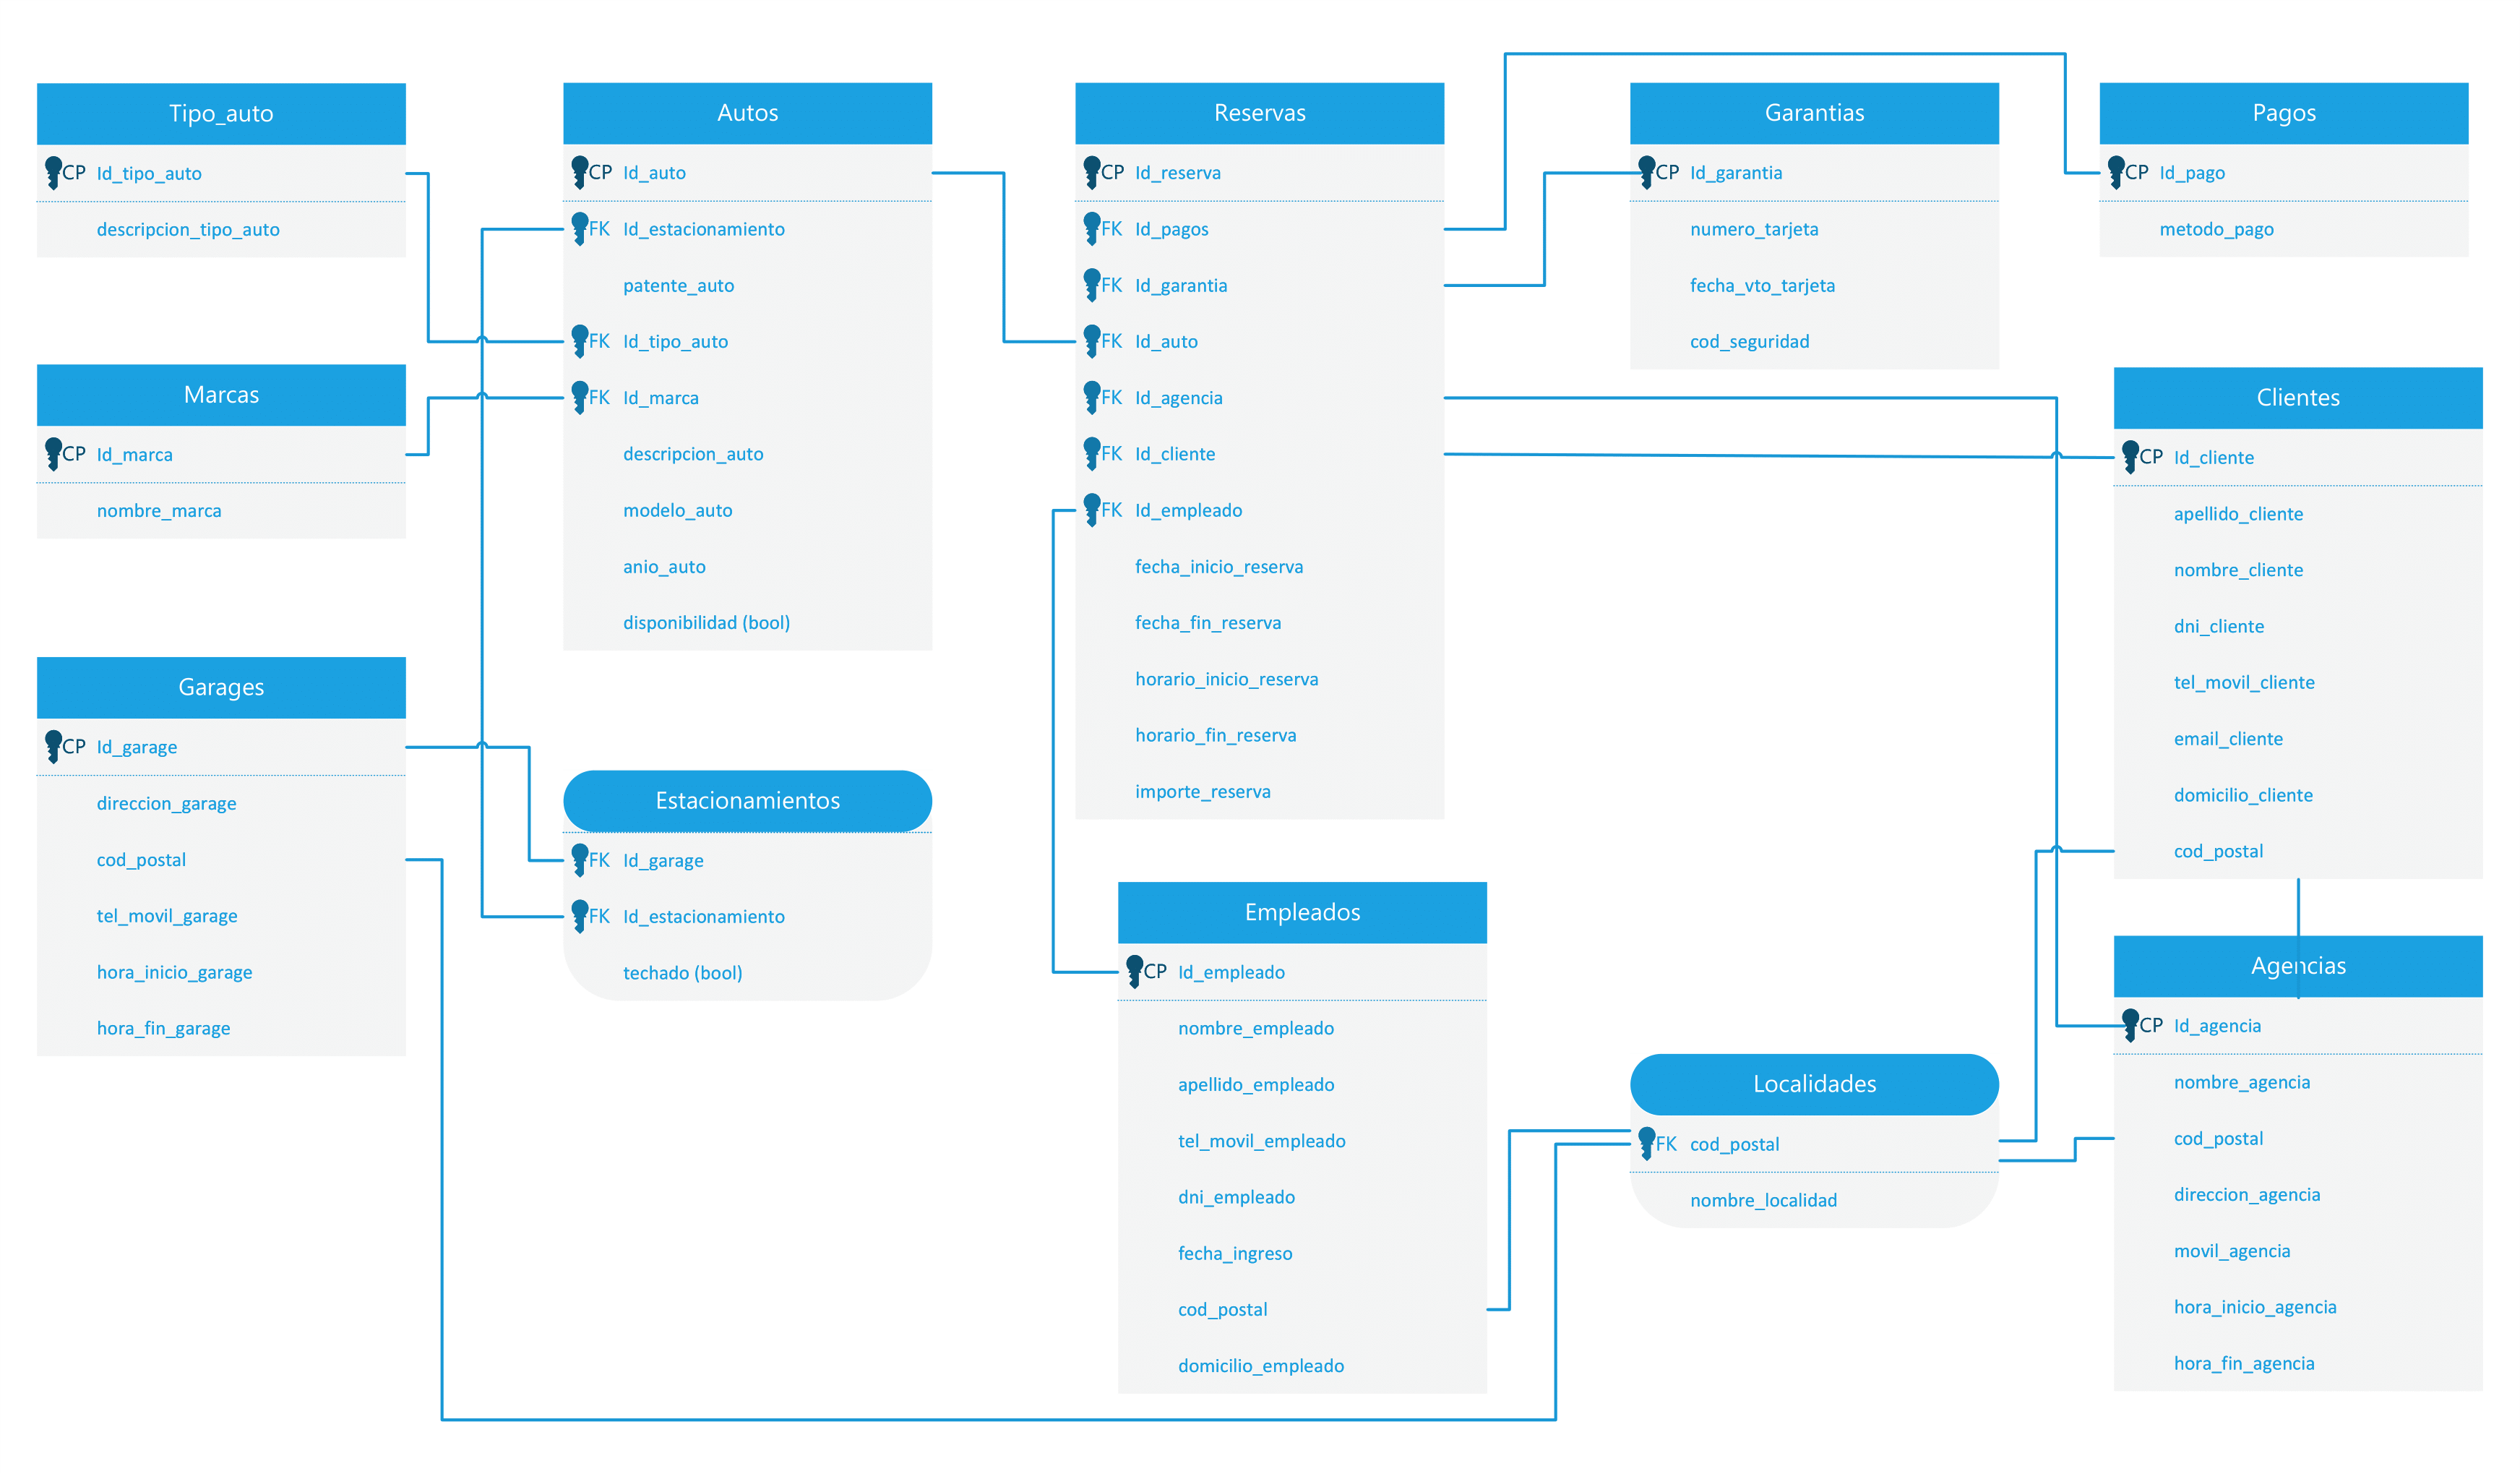 Tipo_auto
CP Id_tipo_auto
descripcion_tipo_auto
Marcas
CP Id_marca
nombre_marca
Garages
CP Id_garage
direccion_garage
cod_postal
tel_movil_garage
hora_inicio_garage
hora_fin_garage
Autos
CP Id_auto
FK Id_estacionamiento
patente_auto
FK Id_tipo_auto
FK Id_marca
descripcion_auto
modelo_auto
anio_auto
disponibilidad (bool)
Estacionamientos
FK Id_garage
FK Id_estacionamiento
techado (bool)
Reservas
CP Id_reserva
FK Id_pagos
FK Id_garantia
FK Id_auto
FK Id_agencia
FK Id_cliente
FK Id_empleado
fecha_inicio_reserva
fecha_fin_reserva
horario_inicio_reserva
horario_fin_reserva
importe_reserva
Empleados
CP Id_empleado
nombre_empleado
apellido_empleado
tel_movil_empleado
dni_empleado
fecha_ingreso
cod_postal
domicilio_empleado
Garantias
CP Id_garantia
numero_tarjeta
fecha_vto_tarjeta
cod_seguridad
Localidades
FK cod_postal
nombre_localidad
Pagos
CP Id_pago
metodo_pago
Clientes
CP Id_cliente
apellido_cliente
nombre_cliente
dni_cliente
tel_movil_cliente
email_cliente
domicilio_cliente
cod_postal
Agencias
CP Id_agencia
nombre_agencia
cod_postal
direccion_agencia
movil_agencia
hora_inicio_agencia
hora_fin_agencia